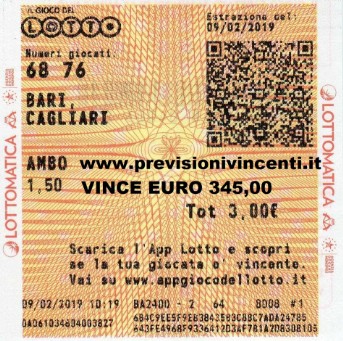 IL GIOCO DEL
LOTTO
Estrazione del:
09/02/2019
Numeri giocati:
68 76
BARI,
CAGLIARI
AMBO
1,50
www.previsionivincenti.it
VINCE EURO 345,00
Tot 3,00€
Scarica l'App Lotto e scopri
se la tua giocata e' vincente.
Vai su www.appgiocodellotto.it
09/02/2019 10:19 BA2400 - 2 64 8008 #1
LOTTOMATICA
LOTTOMATICA